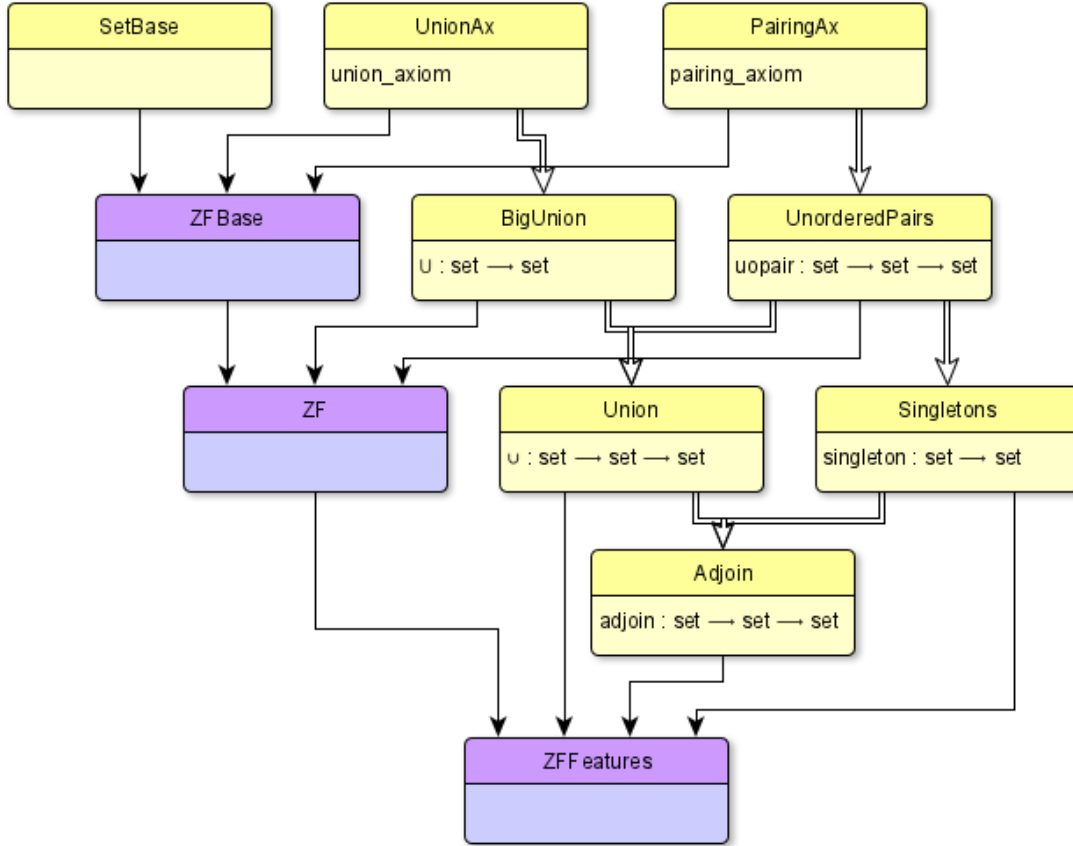 SetBase
UnionAx
union_axiom
PairingAx
pairing_axiom
ZFBase
BigUnion
∪ : set ⟶ set
UnorderedPairs
uopair : set ⟶ set ⟶ set
ZF
Union
∪ : set ⟶ set ⟶ set
Singletons
singleton : set ⟶ set
Adjoin
adjoin : set ⟶ set ⟶ set
ZFFeatures